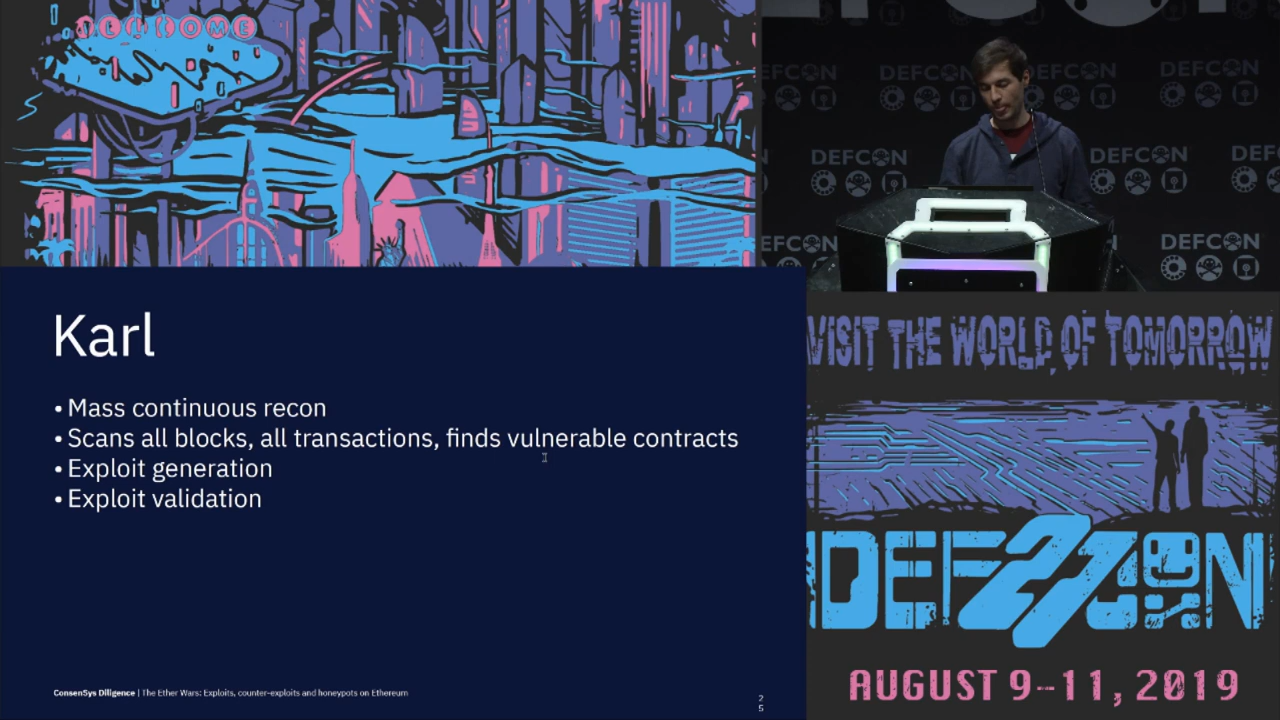 WELCOME
DEFCON
DEFCON
DEFCON
DEFCON
DEFCON
DEFCON
DEFCON
DEFCON
Karl
• Mass continuous recon
• Scans all blocks, all transactions, finds vulnerable contracts
• Exploit generation
• Exploit validation
ConsenSys Diligence | The Ether Wars: Exploits, counter-exploits and honeypots on Ethereum
2
5
VISIT THE WORLD OF TOMORROW
DEF27CON
AUGUST 9-11, 2019